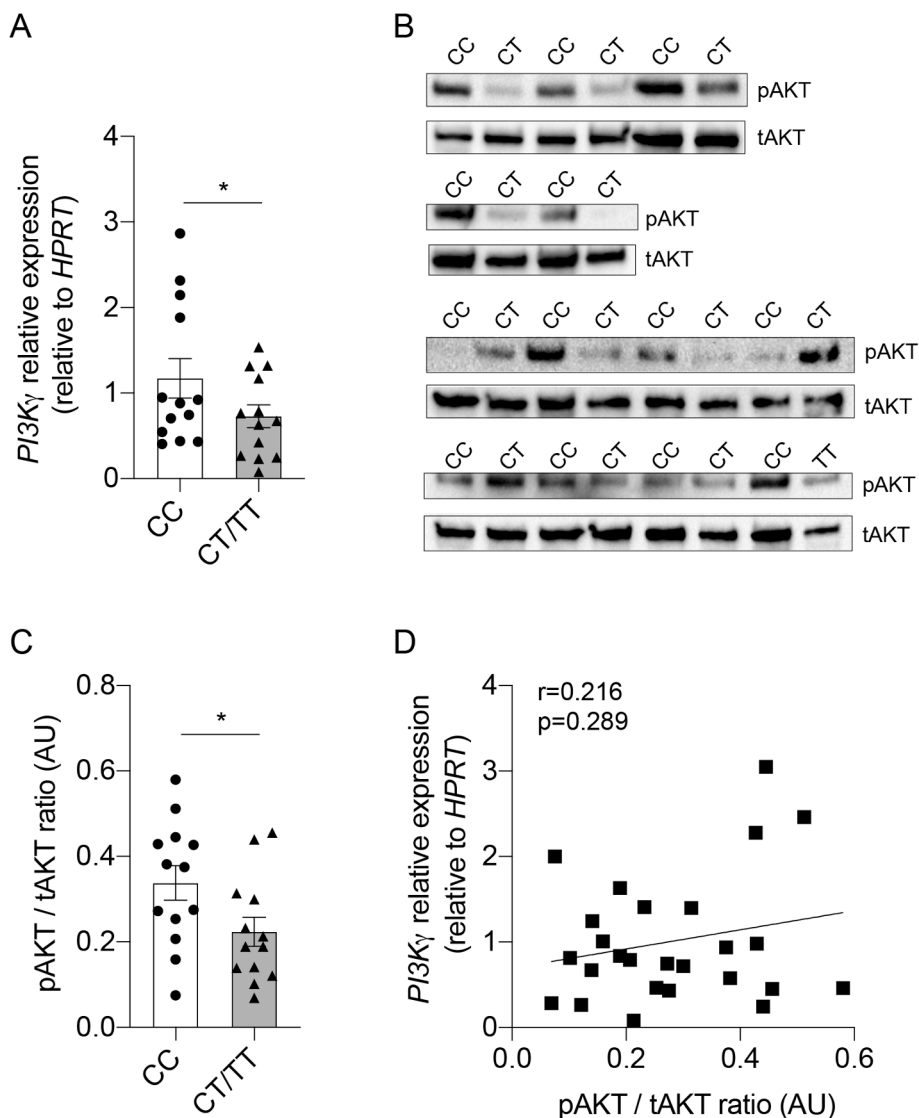 A
PI3Kγ relative expression
(relative to HPRT)
4
3
2
1
0
*
CC
CT/TT
B
CC CT CC CT CC CT
pAKT
tAKT
CC CT CC CT
pAKT
tAKT
CC CT CC CT CC CT CC CT
pAKT
tAKT
CC CT CC CT CC CT CC TT
pAKT
tAKT
C
pAKT / tAKT ratio (AU)
0.8
0.6
0.4
0.2
0.0
*
CC
CT/TT
D
r=0.216
p=0.289
PI3Kγ relative expression
(relative to HPRT)
4
3
2
1
0
0.0 0.2 0.4 0.6
pAKT / tAKT ratio (AU)